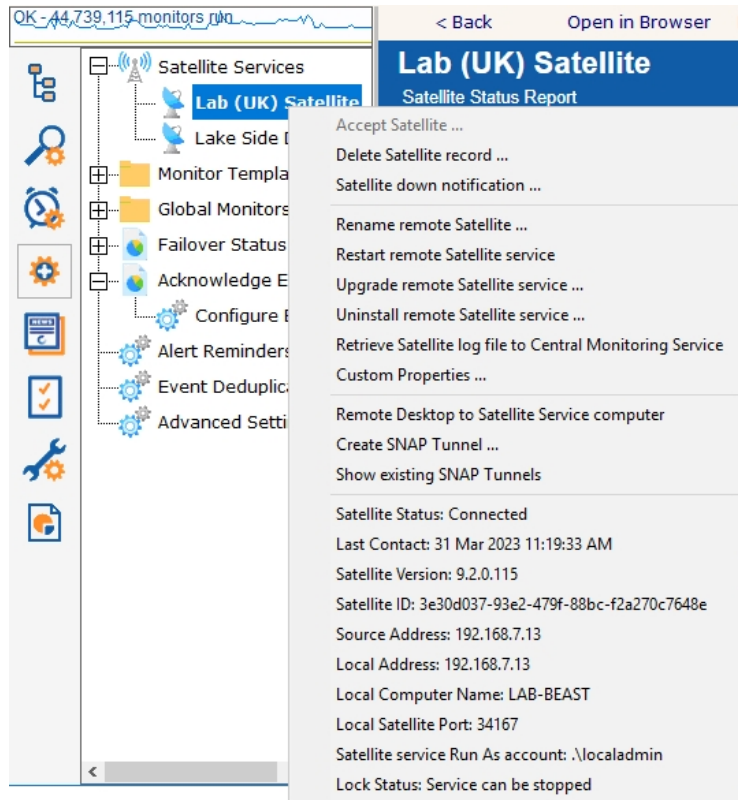 OK - 44,739,115 monitors run
< Back Open in Browser
Lab (UK) Satellite
Satellite Status Report
Satellite Services
Lab (UK) Satellite
Lake Side
Monitor Templa
Global Monitors
Failover Status
Acknowledge E
Configure
Alert Reminders
Event Deduplic
Advanced Setti
NEWS
Accept Satellite ...
Delete Satellite record ...
Satellite down notification ...
Rename remote Satellite ...
Restart remote Satellite service
Upgrade remote Satellite service ...
Uninstall remote Satellite service ...
Retrieve Satellite log file to Central Monitoring Service
Custom Properties ...
Remote Desktop to Satellite Service computer
Create SNAP Tunnel ...
Show existing SNAP Tunnels
Satellite Status: Connected
Last Contact: 31 Mar 2023 11:19:33 AM
Satellite Version: 9.2.0.115
Satellite ID: 3e30d037-93e2-479f-88bc-f2a270c7648e
Source Address: 192.168.7.13
Local Address: 192.168.7.13
Local Computer Name: LAB-BEAST
Local Satellite Port: 34167
Satellite service Run As account: .\localadmin
Lock Status: Service can be stopped